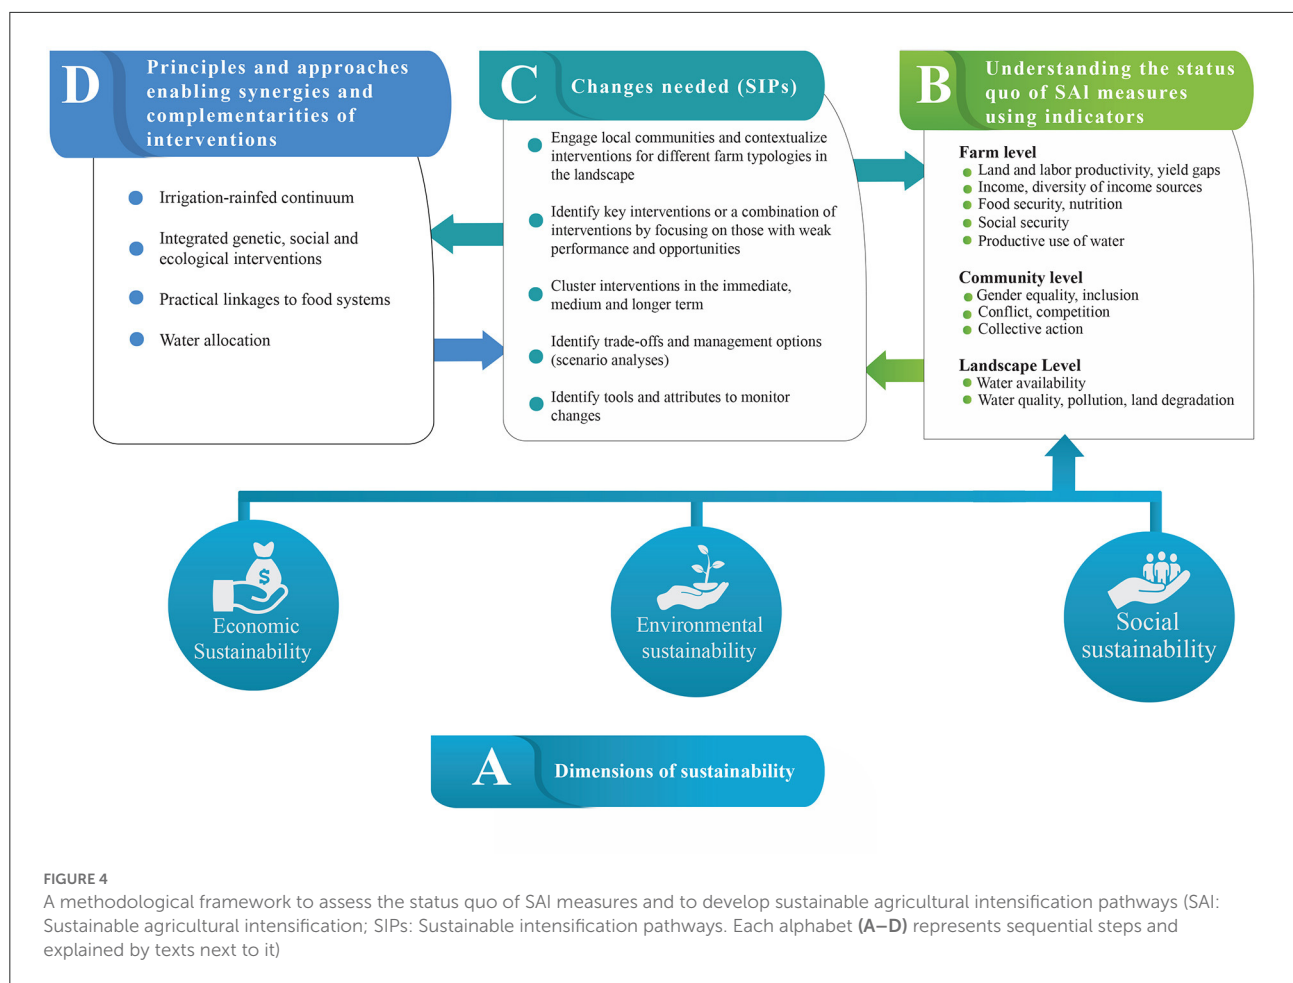 D
Principles and approaches
enabling synergies and
complementarities of
interventions
Irrigation-rainfed continuum
Integrated genetic, social and
ecological interventions
Practical linkages to food systems
Water allocation
C
Changes needed (SIPs)
Engage local communities and contextualize
interventions for different farm typologies in
the landscape
Identify key interventions or a combination of
interventions by focusing on those with weak
performance and opportunities
Cluster interventions in the immediate,
medium and longer term
Identify trade-offs and management options
(scenario analyses)
Identify tools and attributes to monitor
changes
B
Understanding the status
quo of SAI measures
using indicators
Farm level
Land and labor productivity, yield gaps
Income, diversity of income sources
Food security, nutrition
Social security
Productive use of water
Community level
Gender equality, inclusion
Conflict, competition
Collective action
Landscape Level
Water availability
Water quality, pollution, land degradation
$
Economic
Sustainability
Environmental
sustainability
Social
sustainability
A
Dimensions of sustainability
FIGURE 4
A methodological framework to assess the status quo of SAI measures and to develop sustainable agricultural intensification pathways (SAI:
Sustainable agricultural intensification; SIPs: Sustainable intensification pathways. Each alphabet (A–D) represents sequential steps and
explained by texts next to it)